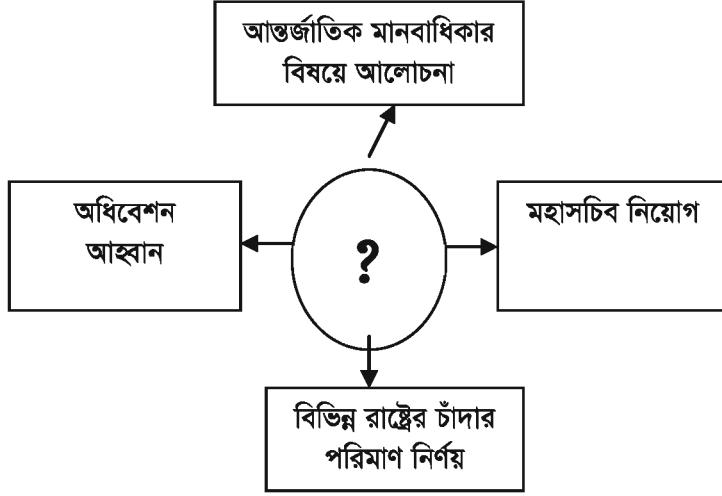 আন্তর্জাতিক মানবাধিকার
বিষয়ে আলোচনা
অধিবেশন
আহ্বান
?
মহাসচিব নিয়োগ
বিভিন্ন রাষ্ট্রের চাঁদার
পরিমাণ নির্ণয়